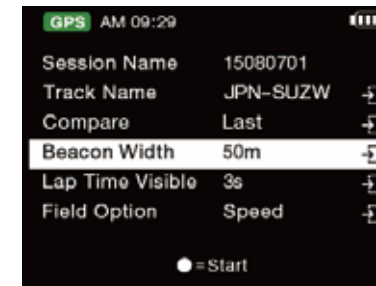 GPS AM 09:29
Session Name 15080701
Track Name JPN-SUZW
Compare Last
Beacon Width 50m
Lap Time Visible 3s
Field Option Speed
●=Start